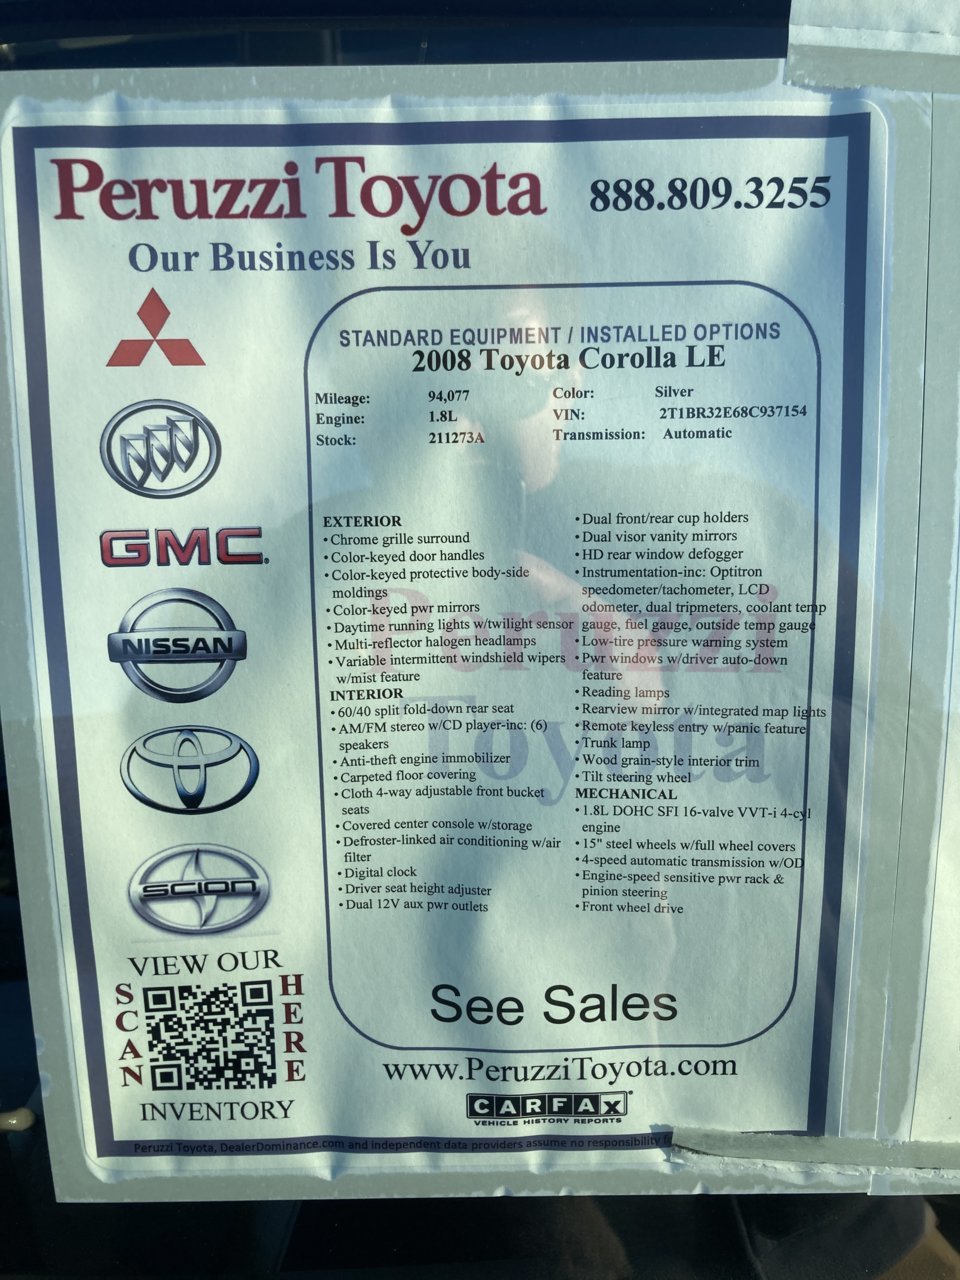 Peruzzi Toyota 888.809.3255
Our Business Is You
STANDARD EQUIPMENT / INSTALLED OPTIONS
2008 Toyota Corolla LE
Mileage: 94,077 Color: Silver
Engine: 1.8L VIN: 2T1BR32E68C937154
Stock: 211273A Transmission: Automatic
GMC
NISSAN
SCION
EXTERIOR
• Chrome grille surround
• Color-keyed door handles
• Color-keyed protective body-side
moldings
• Color-keyed pwr mirrors
• Daytime running lights w/twilight sensor
• Multi-reflector halogen headlamps
• Variable intermittent windshield wipers
w/mist feature
INTERIOR
• 60/40 split fold-down rear seat
• AM/FM stereo w/CD player-inc: (6)
speakers
• Anti-theft engine immobilizer
• Carpeted floor covering
• Cloth 4-way adjustable front bucket
seats
• Covered center console w/storage
• Defroster-linked air conditioning w/air
filter
• Digital clock
• Driver seat height adjuster
• Dual 12V aux pwr outlets
• Dual front/rear cup holders
• Dual visor vanity mirrors
• HD rear window defogger
• Instrumentation-inc: Optitron
speedometer/tachometer, LCD
odometer, dual tripmeters, coolant temp
gauge, fuel gauge, outside temp gauge
• Low-tire pressure warning system
• Pwr windows w/driver auto-down
feature
• Reading lamps
• Rearview mirror w/integrated map lights
• Remote keyless entry w/panic feature
• Trunk lamp
• Wood grain-style interior trim
• Tilt steering wheel
MECHANICAL
• 1.8L DOHC SFI 16-valve VVT-i 4-cyl
engine
• 15" steel wheels w/full wheel covers
• 4-speed automatic transmission w/OD
• Engine-speed sensitive pwr rack &
pinion steering
• Front wheel drive
Peruzzi
Toyota
See Sales
VIEW OUR
SCAN
HERE
INVENTORY
www.PeruzziToyota.com
CARFAX
VEHICLE HISTORY REPORTS
Peruzzi Toyota, DealerDominance.com and independent data providers assume no responsibility